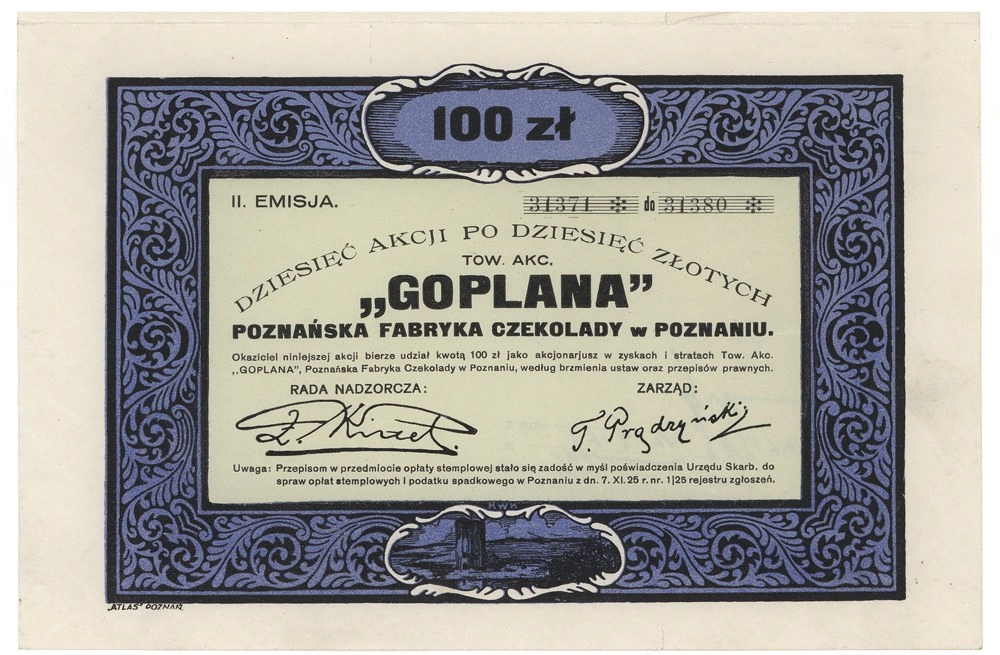 100 zł
II. EMISJA.
31371 ✻ do 31380 ✻
DZIESIĘĆ AKCJI PO DZIESIĘĆ ZŁOTYCH
TOW. AKC.
„GOPLANA”
POZNAŃSKA FABRYKA CZEKOLADY w POZNANIU.
Okaziciel niniejszej akcji bierze udział kwotą 100 zł jako akcjonarjusz w zyskach i stratach Tow. Akc.
„GOPLANA”, Poznańska Fabryka Czekolady w Poznaniu, według brzmienia ustaw oraz przepisów prawnych.
RADA NADZORCZA: ZARZĄD:
T. Prądzyński
Uwaga: Przepisom w przedmiocie opłaty stemplowej stało się zadość w myśl poświadczenia Urzędu Skarb. do
spraw opłat stemplowych i podatku spadkowego w Poznaniu z dn. 7. XI. 25 r. nr. 1|25 rejestru zgłoszeń.
KWK
„ATLAS” POZNAŃ.